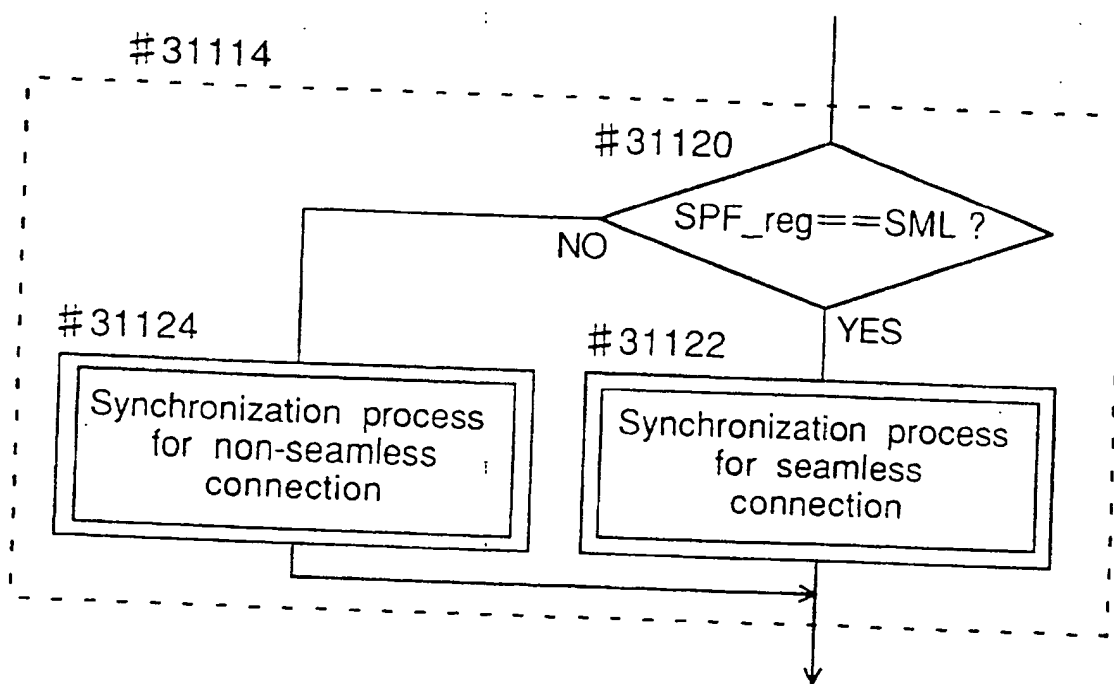 #31114
#31120
SPF_reg==SML ?
NO
YES
#31124
#31122
Synchronization process
for non-seamless
connection
Synchronization process
for seamless
connection